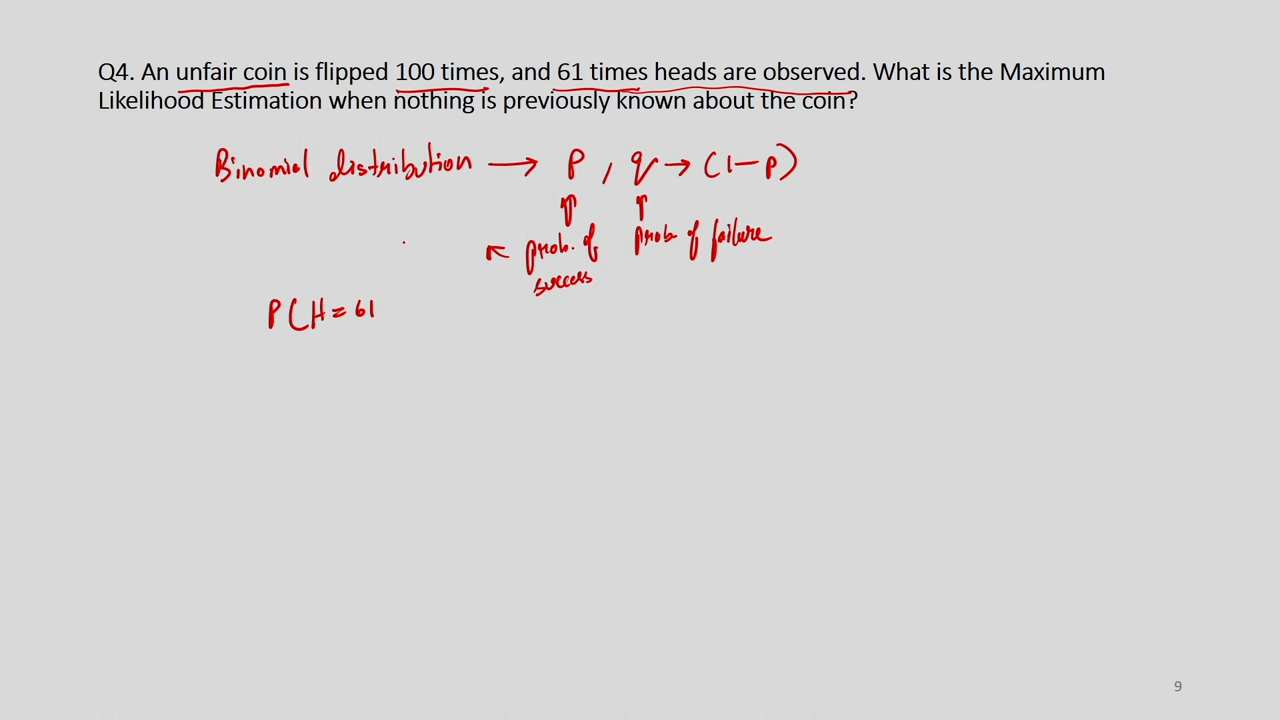 Q4. An unfair coin is flipped 100 times, and 61 times heads are observed. What is the Maximum
Likelihood Estimation when nothing is previously known about the coin?
Binomial distribution → p , q → (1-p)
prob. of prob. of failure
success
P(H = 61
9